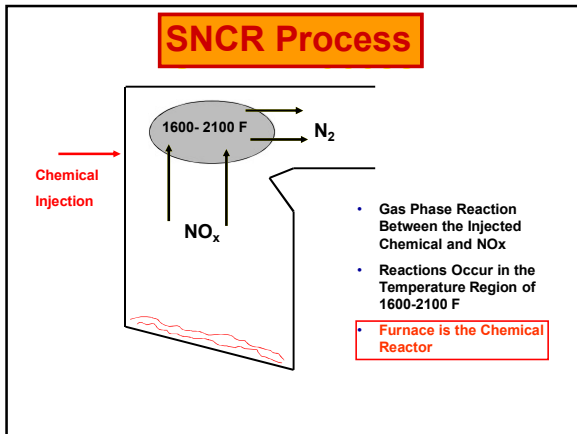 SNCR Process
1600- 2100 F
N2
Chemical
Injection
NOx
• Gas Phase Reaction
Between the Injected
Chemical and NOx
• Reactions Occur in the
Temperature Region of
1600-2100 F
• Furnace is the Chemical
Reactor